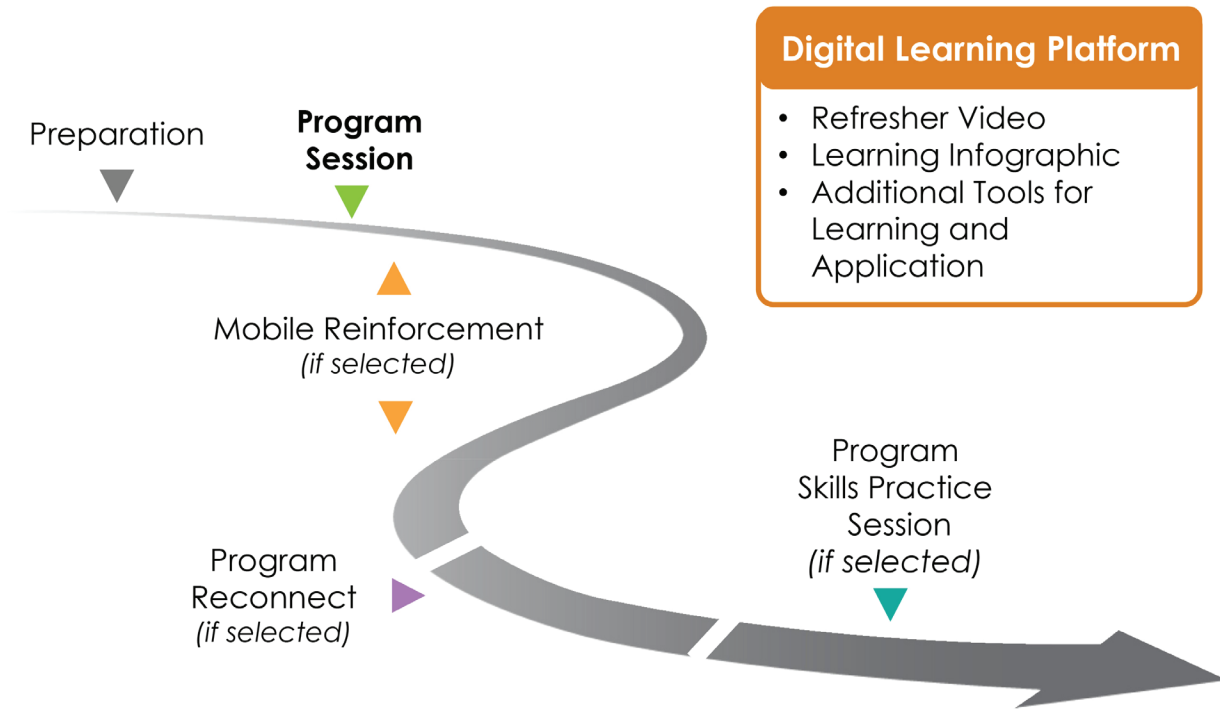 Digital Learning Platform
• Refresher Video
• Learning Infographic
• Additional Tools for
Learning and
Application
Preparation
Program
Session
Mobile Reinforcement
(if selected)
Program
Reconnect
(if selected)
Program
Skills Practice
Session
(if selected)